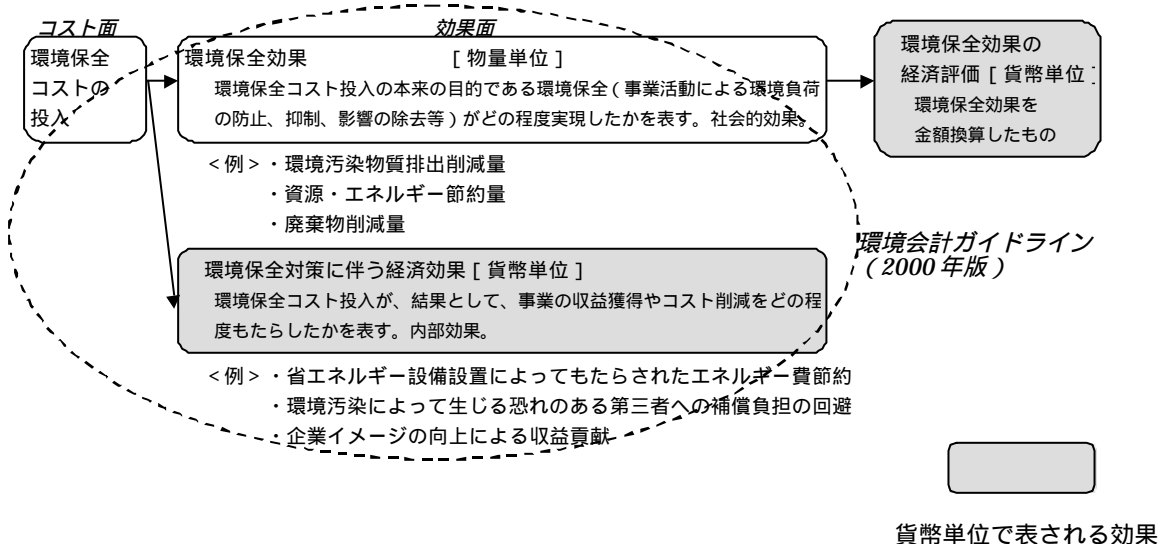 コスト面
環境保全
コストの
投入
効果面
環境保全効果 [ 物量単位 ]
環境保全コスト投入の本来の目的である環境保全（事業活動による環境負荷
の防止、抑制、影響の除去等）がどの程度実現したかを表す。社会的効果。
＜例＞・環境汚染物質排出削減量
・資源・エネルギー節約量
・廃棄物削減量
環境保全対策に伴う経済効果 [ 貨幣単位 ]
環境保全コスト投入が、結果として、事業の収益獲得やコスト削減をどの程
度もたらしたかを表す。内部効果。
＜例＞・省エネルギー設備設置によってもたらされたエネルギー費節約
・環境汚染によって生じる恐れのある第三者への補償負担の回避
・企業イメージの向上による収益貢献
環境保全効果の
経済評価 [ 貨幣単位 ]
環境保全効果を
金額換算したもの
環境会計ガイドライン
（2000年版）
貨幣単位で表される効果